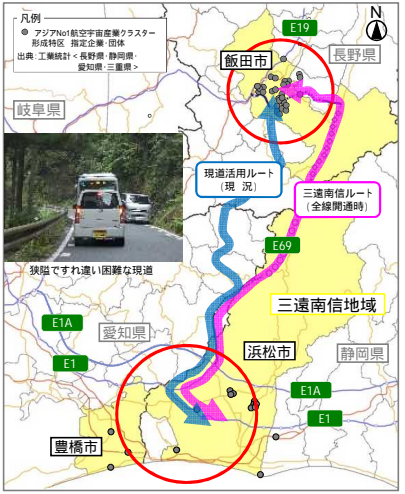 凡例
アジアNo1航空宇宙産業クラスター
形成特区 指定企業・団体
出典：工業統計＜長野県・静岡県・
愛知県・三重県＞
E19
N
飯田市
長野県
岐阜県
現道活用ルート
（現 況）
三遠南信ルート
（全線開通時）
狭隘ですれ違い困難な現道
E69
三遠南信地域
E1A
愛知県
浜松市
静岡県
E1
E1A
E1
豊橋市